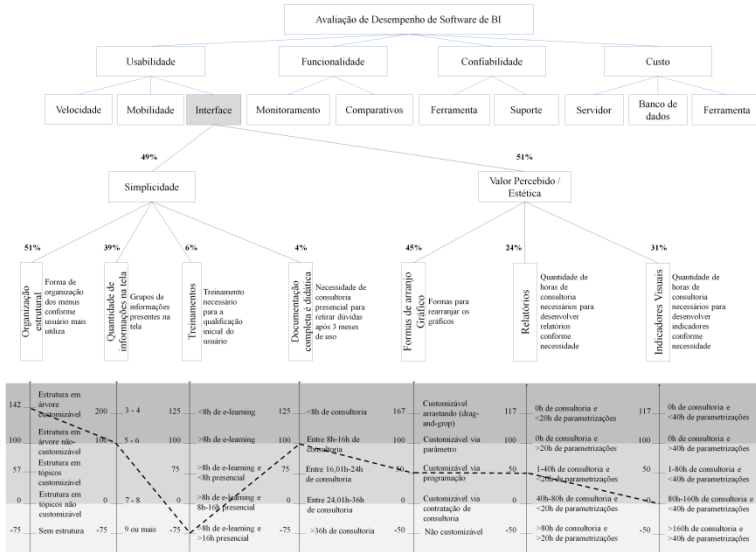 Avaliação de Desempenho de Software de BI
Usabilidade
Funcionalidade
Confiabilidade
Custo
Velocidade
Mobilidade
Interface
Monitoramento
Comparativos
Ferramenta
Suporte
Servidor
Banco de
dados
Ferramenta
49%
51%
Simplicidade
Valor Percebido /
Estética
51%
39%
6%
4%
45%
24%
31%
Organização
estrutural
Forma de
organização
dos menus
conforme
usuário mais
utiliza
Quantidade de
informações na tela
Grupos de
informações
presentes na
tela
Treinamentos
Treinamento
necessário
para a
qualificação
inicial do
usuário
Documentação
completa e didática
Necessidade de
consultoria
presencial para
retirar dúvidas
após 3 meses
de uso
Formas de arranjo
Gráfico
Formas para
rearranjar os
gráficos
Relatórios
Quantidade de
horas de
consultoria
necessários para
desenvolver
relatórios
conforme
necessidade
Indicadores Visuais
Quantidade de
horas de
consultoria
necessários para
desenvolver
indicadores
conforme
necessidade
142
Estrutura em
árvore
customizável
200
3 - 4
125
<8h de e-learning
125
<8h de consultoria
167
Customizável
arrastando (drag-
and-grop)
117
0h de consultoria e
<20h de parametrizações
117
0h de consultoria e
<40h de parametrizações
100
Estrutura em
árvore não-
customizável
100
5 - 6
100
>8h de e-learning
100
Entre 8h-16h de
consultoria
100
Customizável via
parâmetro
100
0h de consultoria e
>20h de parametrizações
100
0h de consultoria e
>40h de parametrizações
57
Estrutura em
tópicos
customizável
75
>8h de e-learning e
<8h presencial
75
Entre 16,01h-24h
de consultoria
50
Customizável via
programação
50
1-40h de consultoria e
<20h de parametrizações
50
1-80h de consultoria e
<40h de parametrizações
0
Estrutura em
tópicos não
customizável
0
7 - 8
0
>8h de e-learning e
8h-16h presencial
0
Entre 24,01h-36h
de consultoria
0
Customizável via
contratação de
consultoria
0
40h-80h de consultoria e
<20h de parametrizações
0
80h-160h de consultoria e
<40h de parametrizações
-75
Sem estrutura
-75
9 ou mais
-75
>8h de e-learning e
>16h presencial
-75
>36h de consultoria
-50
Não customizável
-50
>80h de consultoria e
>20h de parametrizações
-50
>160h de consultoria e
>40h de parametrizações